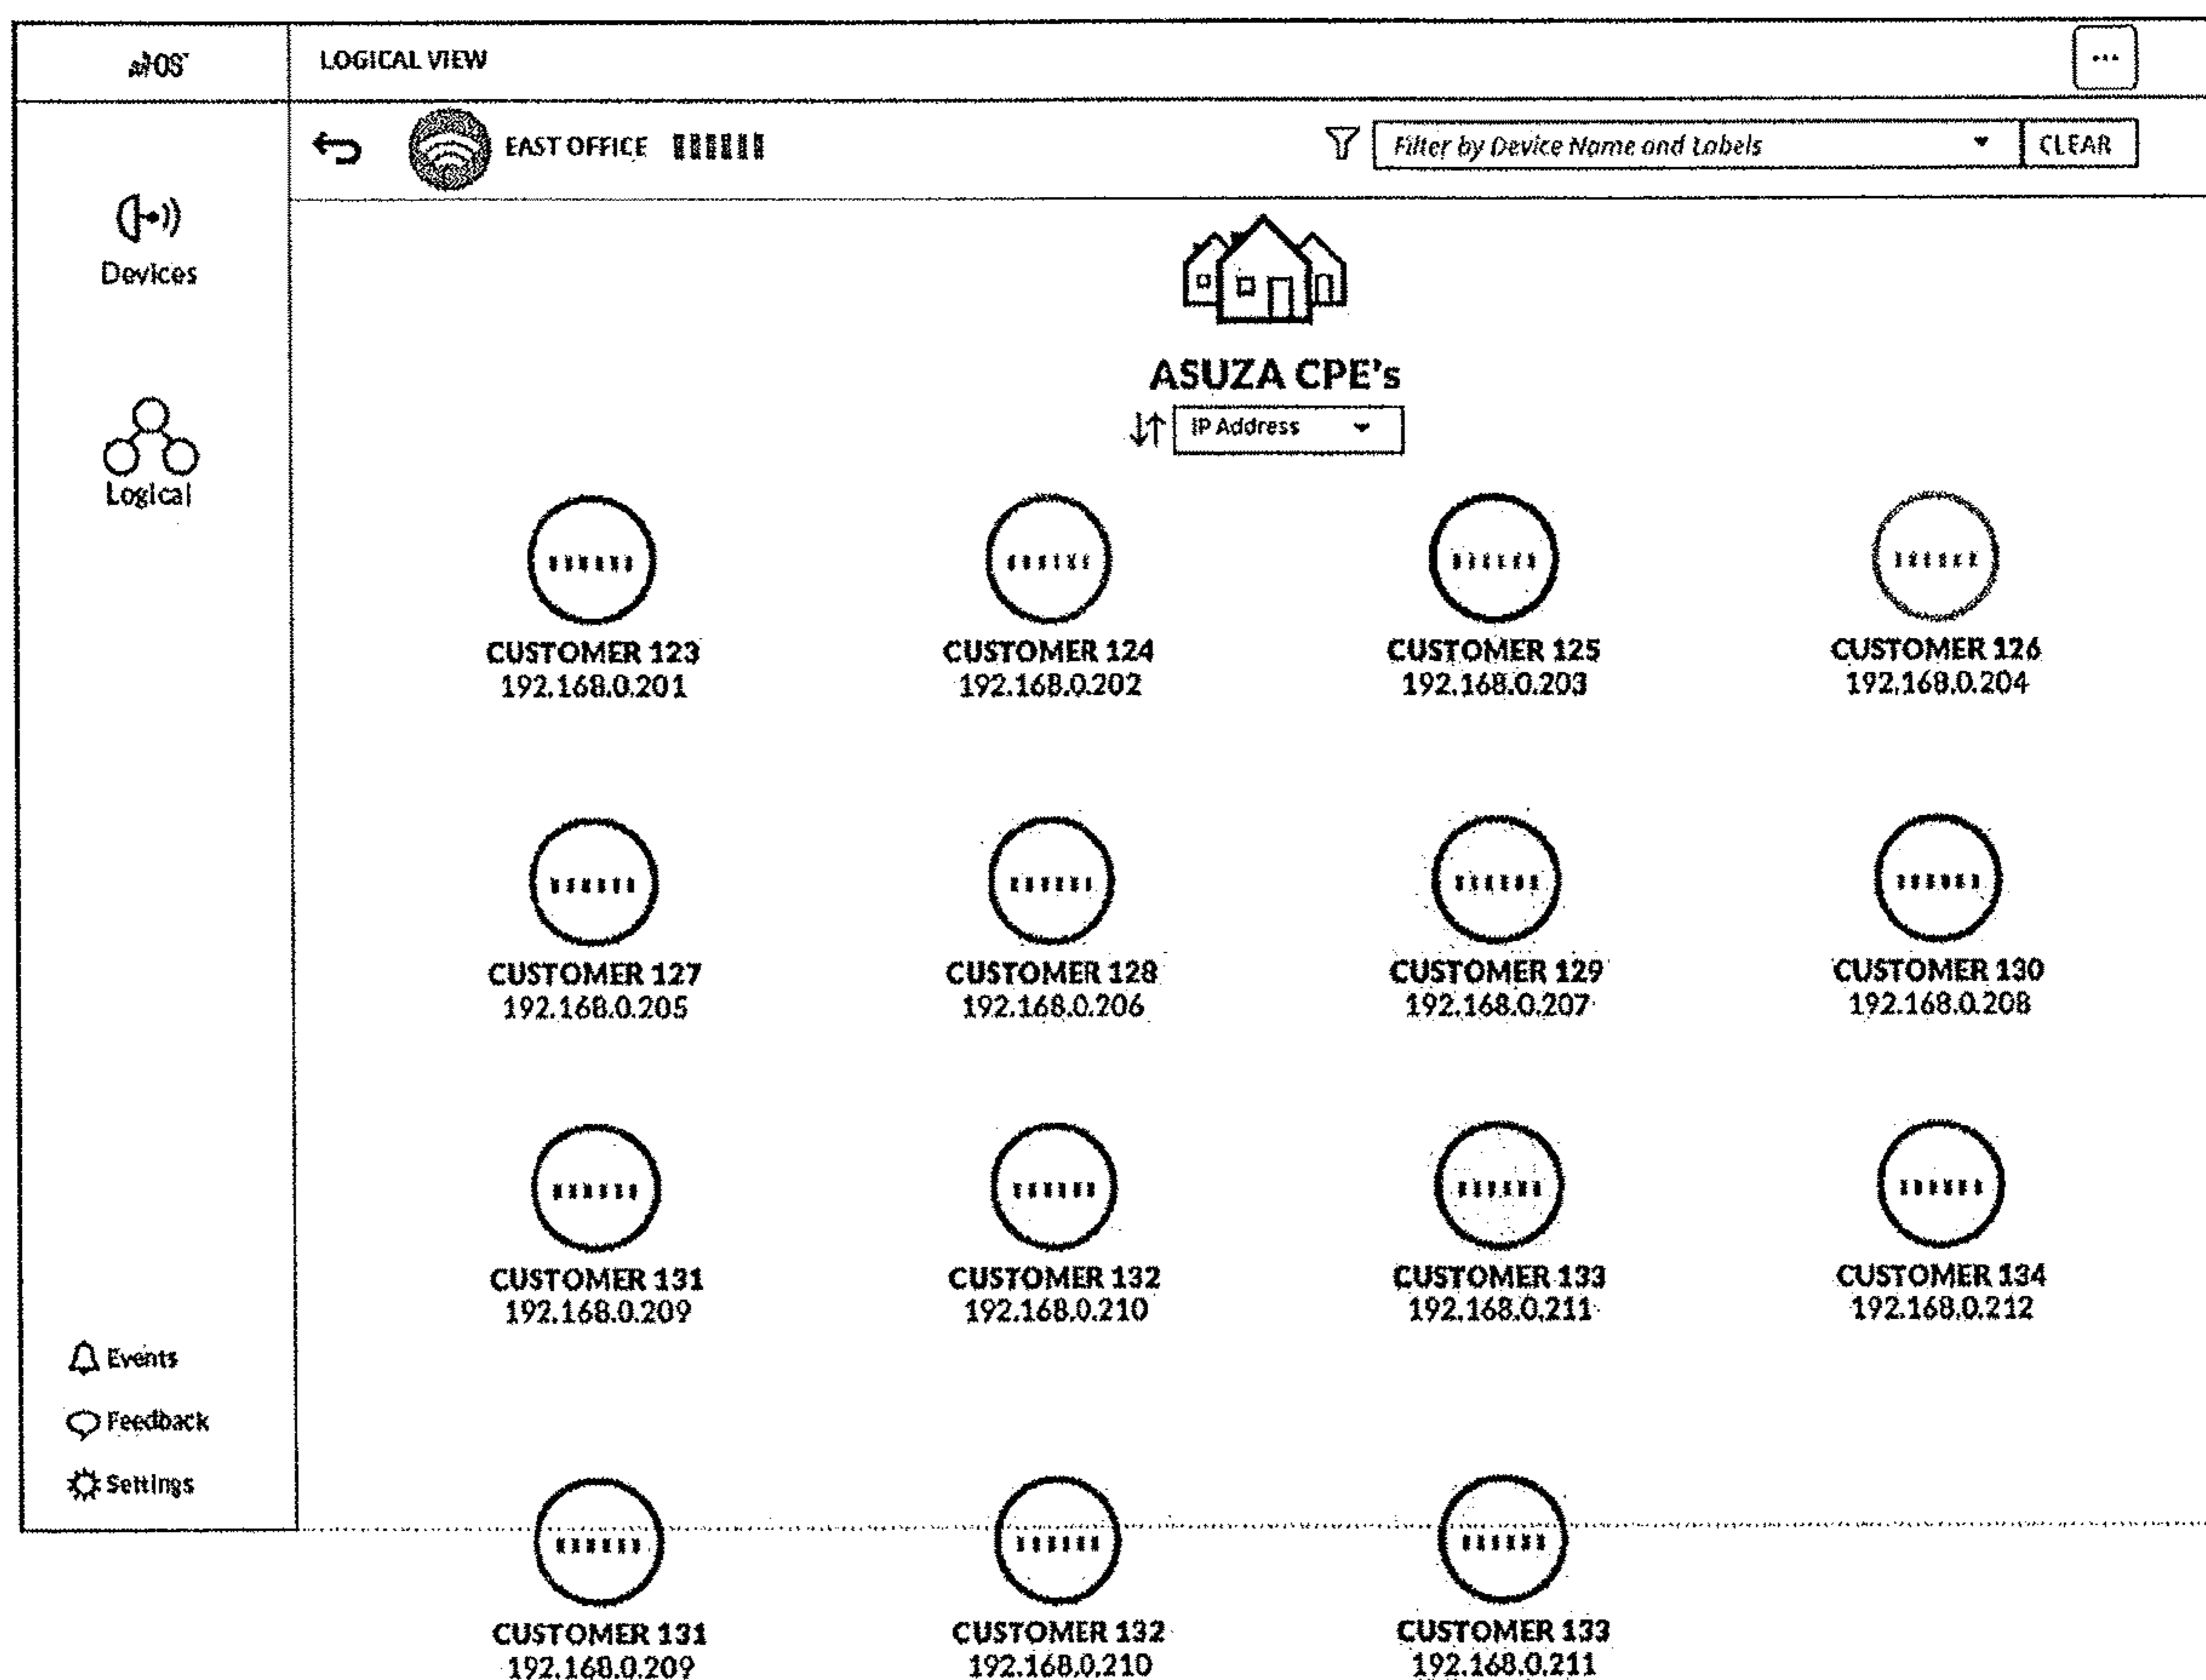 LOGICAL VIEW
EAST OFFICE
Filter by Device Name and Labels
CLEAR
Devices
Logical
ASUZA CPE's
IP Address
CUSTOMER 123
192.168.0.201
CUSTOMER 124
192.168.0.202
CUSTOMER 125
192.168.0.203
CUSTOMER 126
192.168.0.204
CUSTOMER 127
192.168.0.205
CUSTOMER 128
192.168.0.206
CUSTOMER 129
192.168.0.207
CUSTOMER 130
192.168.0.208
CUSTOMER 131
192.168.0.209
CUSTOMER 132
192.168.0.210
CUSTOMER 133
192.168.0.211
CUSTOMER 134
192.168.0.212
Events
Feedback
Settings
CUSTOMER 131
192.168.0.209
CUSTOMER 132
192.168.0.210
CUSTOMER 133
192.168.0.211